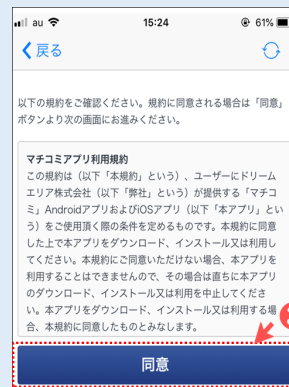 au 15:24 61%
戻る
以下の規約をご確認ください。規約に同意される場合は「同意」
ボタンより次の画面にお進みください。
マチコミアプリ利用規約
この規約は（以下「本規約」という）、ユーザーにドリーム
エリア株式会社（以下「弊社」という）が提供する「マチコ
ミ」AndroidアプリおよびiOSアプリ（以下「本アプリ」とい
う）をご使用頂く際の条件を定めるものです。本規約に同意
した上で本アプリをダウンロード、インストール又は利用し
てください。本規約にご同意いただけない場合、本アプリを
利用することはできませんので、その場合は直ちに本アプリ
のダウンロード、インストール又は利用を中止してくださ
い。本アプリをダウンロード、インストール又は利用する場
合、本規約に同意したものとみなします。
同意